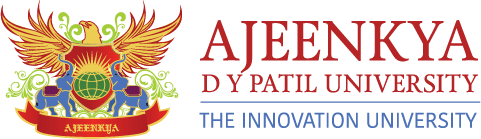 AJEENKYA
D Y PATIL UNIVERSITY
THE INNOVATION UNIVERSITY
AJEENKYA